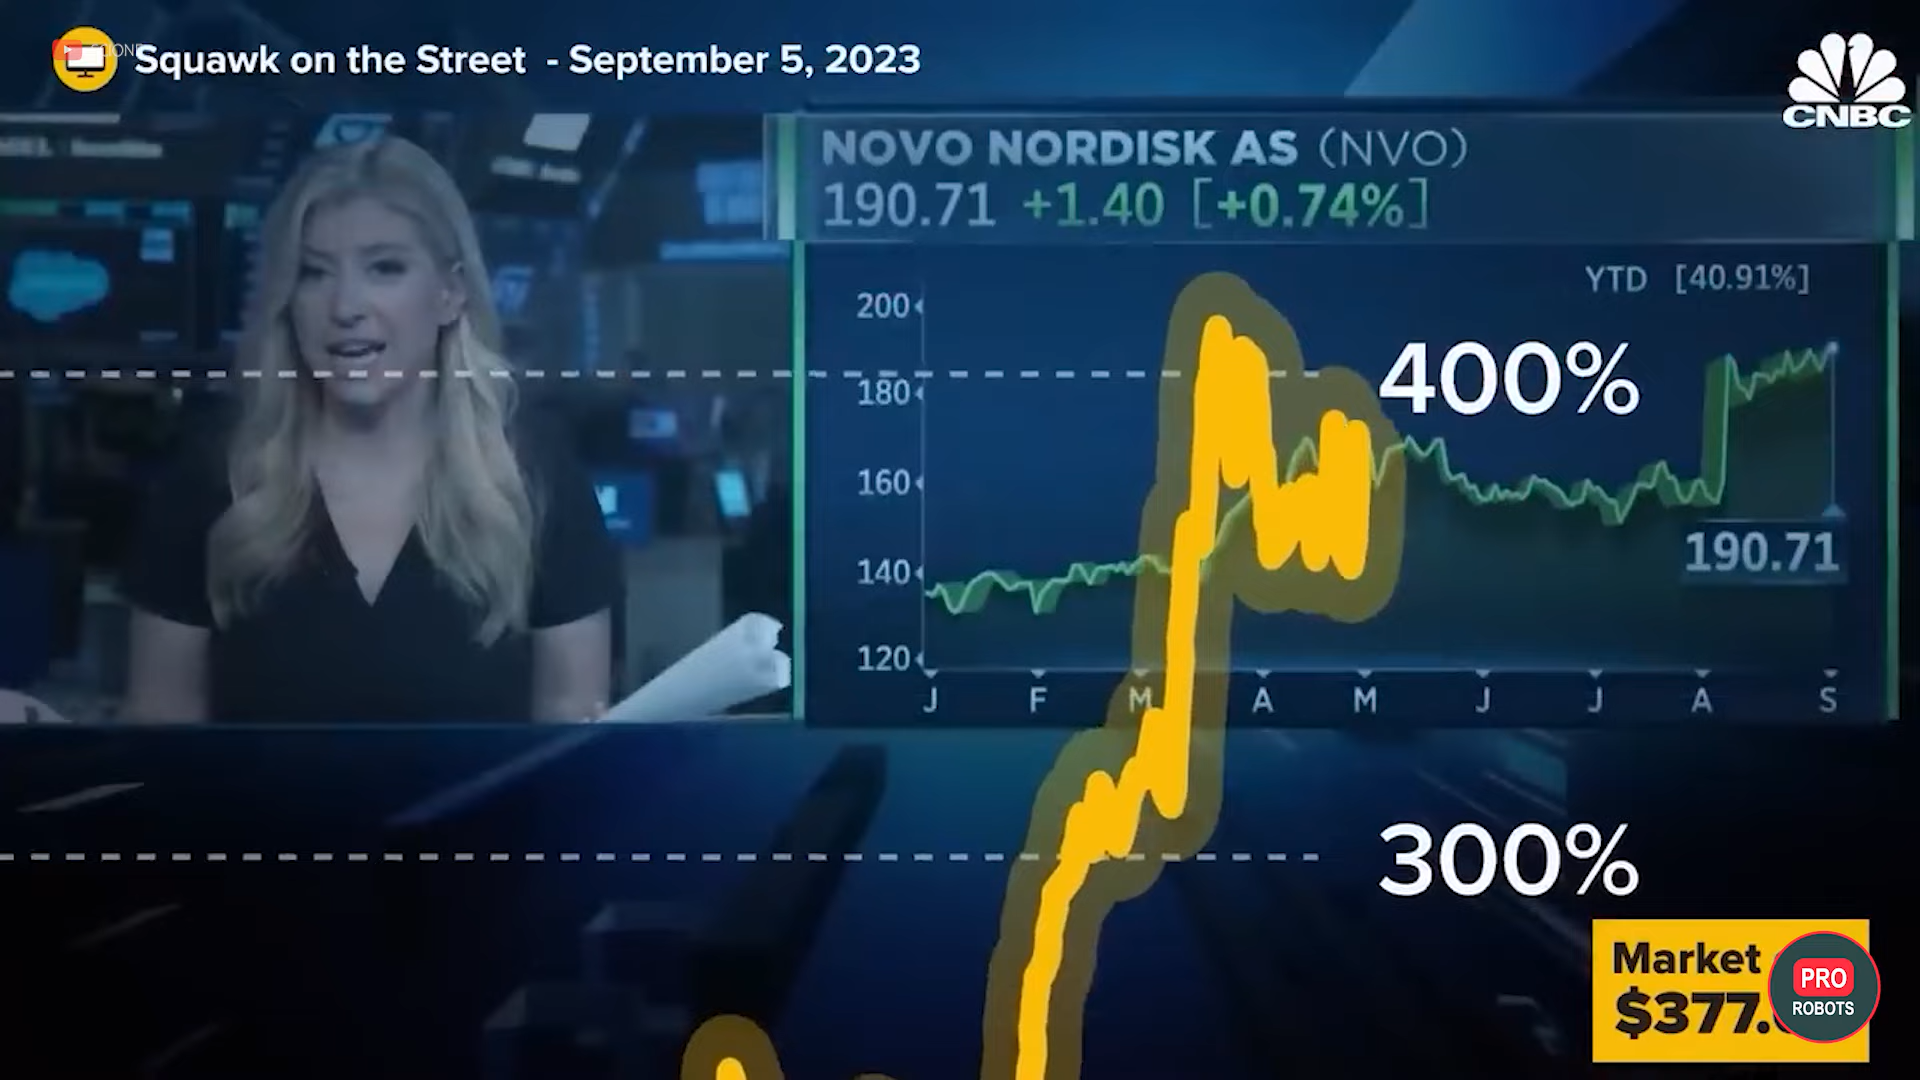 Squawk on the Street - September 5, 2023
CNBC
NOVO NORDISK AS (NVO)
190.71 +1.40 [+0.74%]
YTD [40.91%]
200
180
160
140
120
J F M A M J J A S
190.71
400%
300%
Market
$377.
PRO
ROBOTS